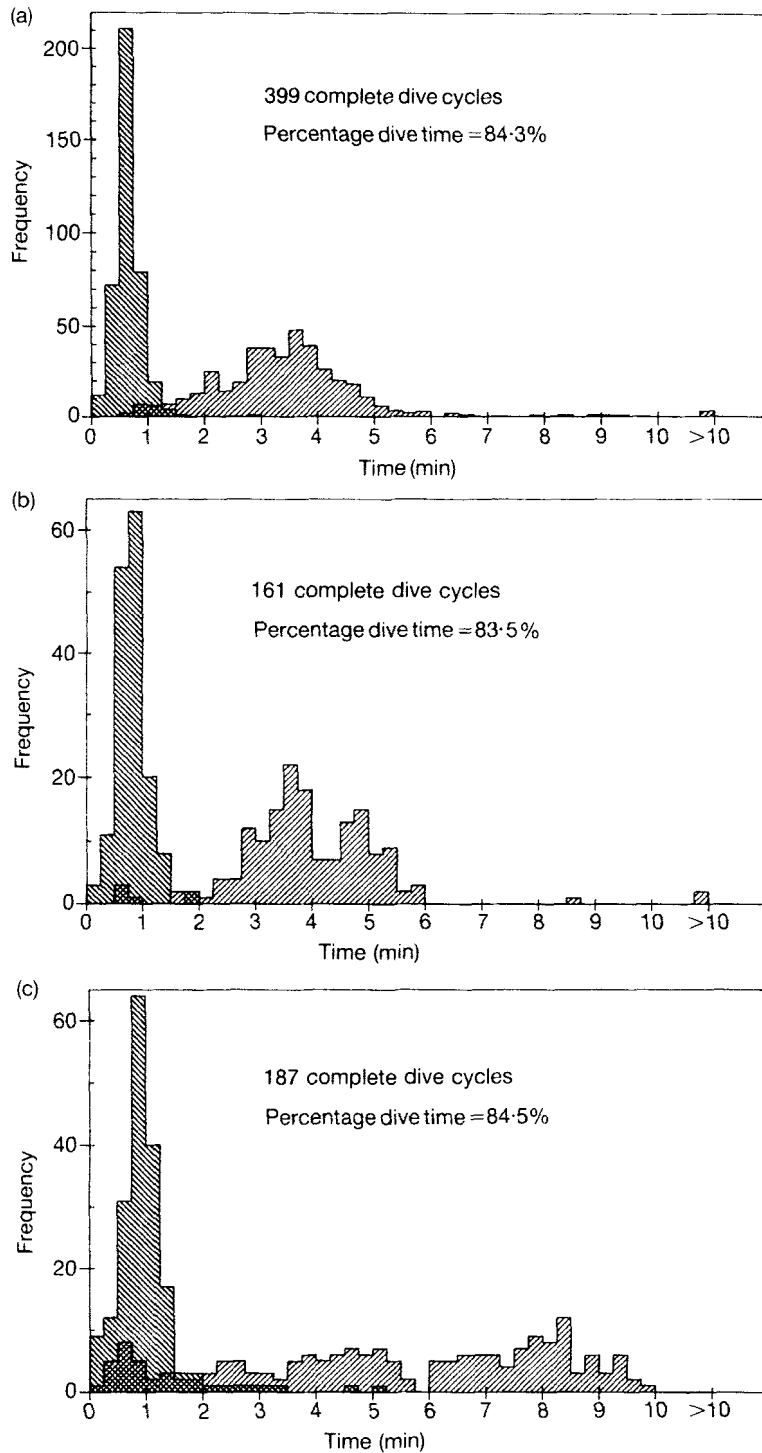 (a)
200
150
100
50
0
Frequency
399 complete dive cycles
Percentage dive time = 84·3%
0 1 2 3 4 5 6 7 8 9 10 >10
Time (min)
(b)
60
40
20
0
Frequency
161 complete dive cycles
Percentage dive time = 83·5%
0 1 2 3 4 5 6 7 8 9 10 >10
Time (min)
(c)
60
40
20
0
Frequency
187 complete dive cycles
Percentage dive time = 84·5%
0 1 2 3 4 5 6 7 8 9 10 >10
Time (min)